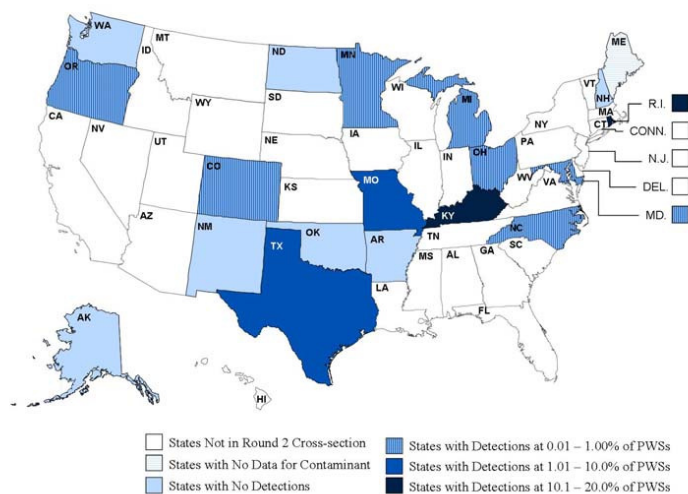 WA
MT
ND
MN
ME
ID
OR
VT
NH
WI
MI
SD
MA
R.I.
WY
NY
CT
CONN.
IA
PA
CA
NV
NE
IL
IN
OH
N.J.
UT
WV
VA
DEL.
CO
KS
MO
KY
MD.
AZ
NM
OK
AR
TN
NC
SC
TX
MS
AL
GA
LA
FL
AK
HI
States Not in Round 2 Cross-section
States with No Data for Contaminant
States with No Detections
States with Detections at 0.01 – 1.00% of PWSs
States with Detections at 1.01 – 10.0% of PWSs
States with Detections at 10.1 – 20.0% of PWSs